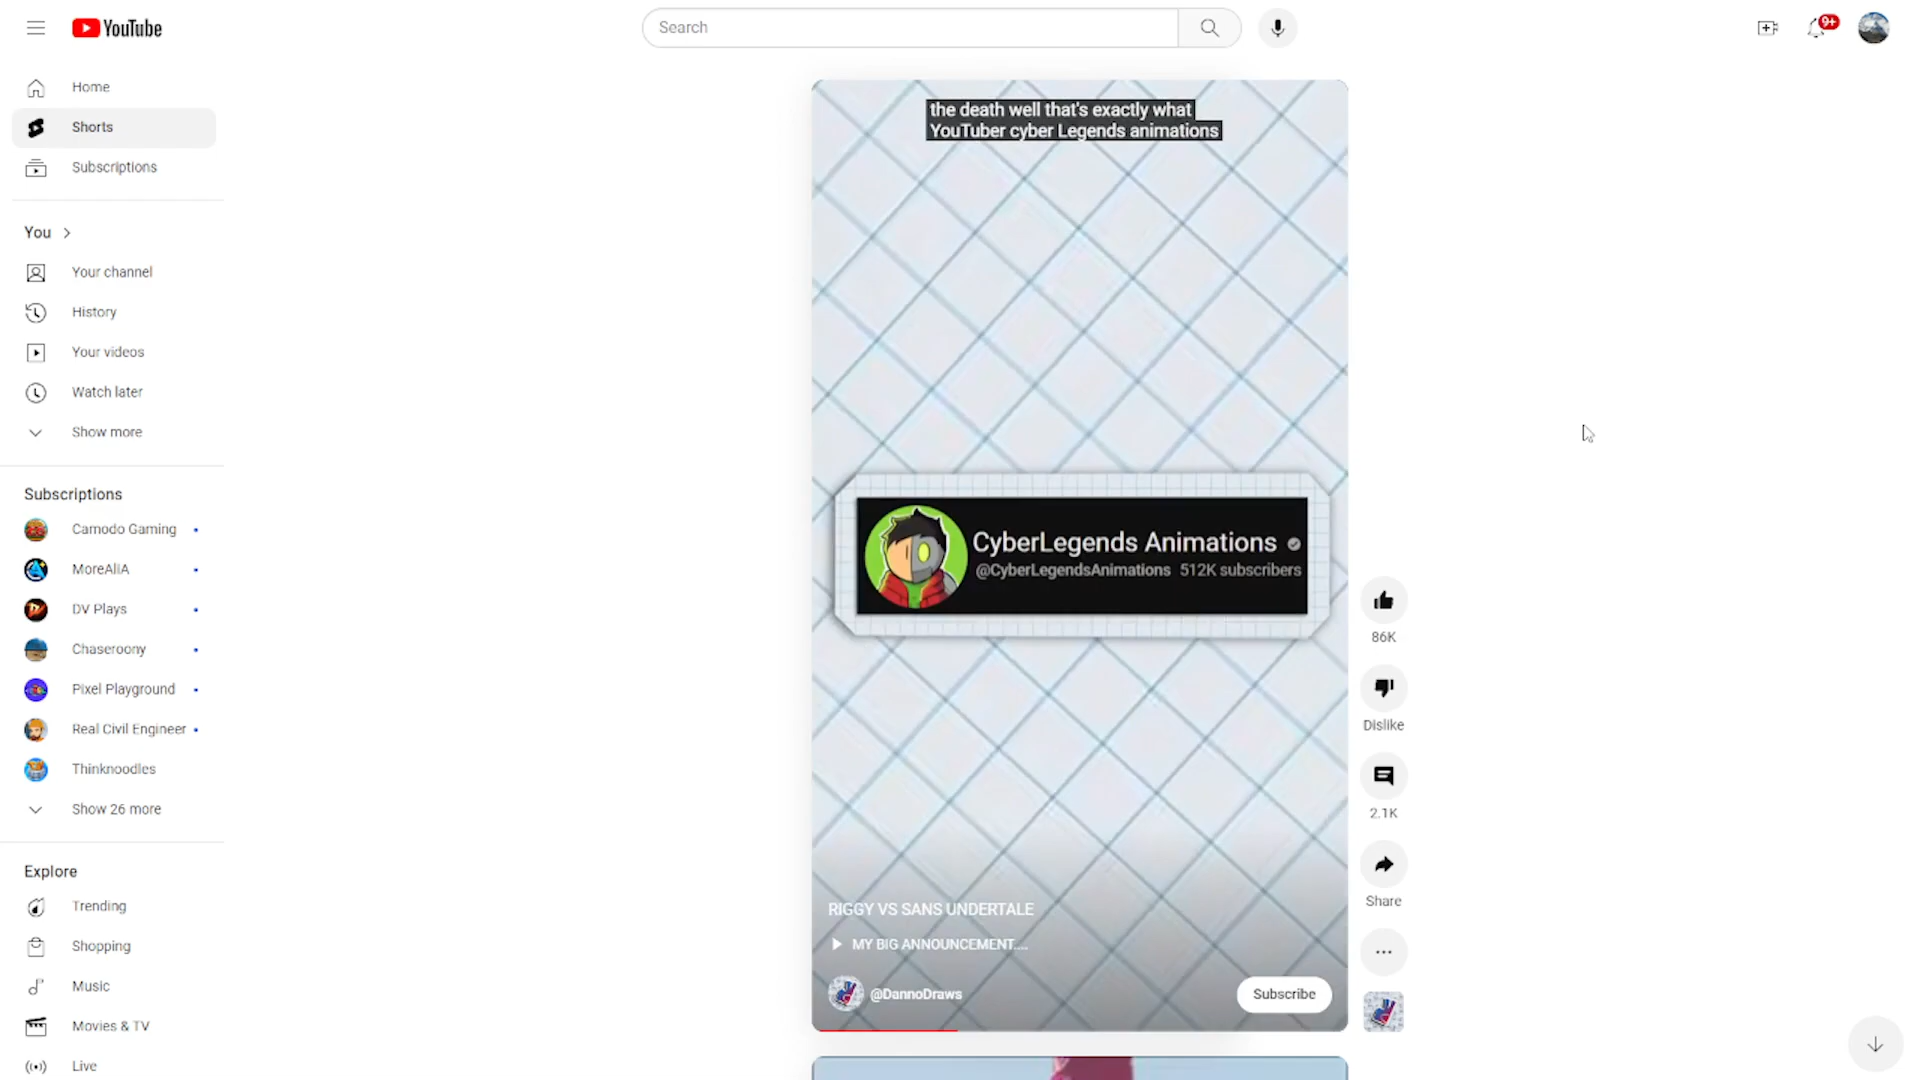 YouTube
Search
9+
Home
Shorts
Subscriptions
You
Your channel
History
Your videos
Watch later
Show more
Subscriptions
Camodo Gaming
MoreAliA
DV Plays
Chaseroony
Pixel Playground
Real Civil Engineer
Thinknoodles
Show 26 more
Explore
Trending
Shopping
Music
Movies & TV
Live
the death well that's exactly what
YouTuber cyber Legends animations
CyberLegends Animations
@CyberLegendsAnimations 512K subscribers
RIGGY VS SANS UNDERTALE
MY BIG ANNOUNCEMENT....
@DannoDraws
Subscribe
86K
Dislike
2.1K
Share